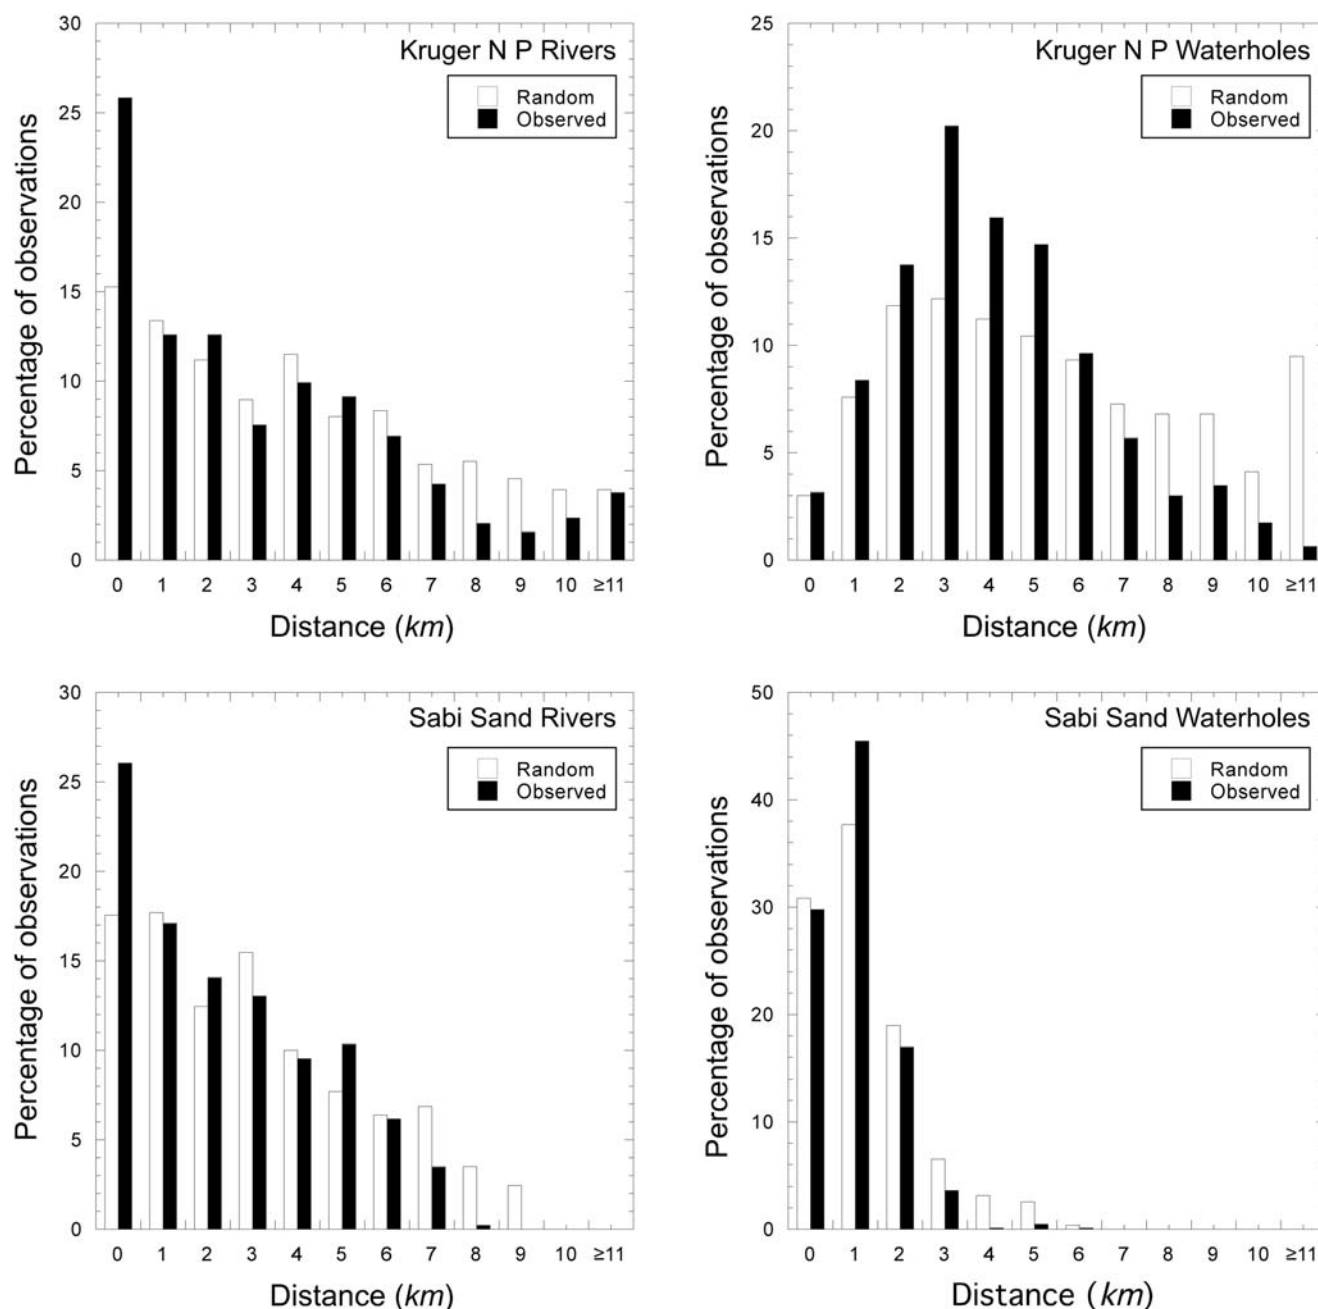 Kruger N P Rivers
Random
Observed
Percentage of observations
30
25
20
15
10
5
0
0 1 2 3 4 5 6 7 8 9 10 ≥11
Distance (km)
Kruger N P Waterholes
Random
Observed
Percentage of observations
25
20
15
10
5
0
0 1 2 3 4 5 6 7 8 9 10 ≥11
Distance (km)
Sabi Sand Rivers
Random
Observed
Percentage of observations
30
25
20
15
10
5
0
0 1 2 3 4 5 6 7 8 9 10 ≥11
Distance (km)
Sabi Sand Waterholes
Random
Observed
Percentage of observations
50
40
30
20
10
0
0 1 2 3 4 5 6 7 8 9 10 ≥11
Distance (km)